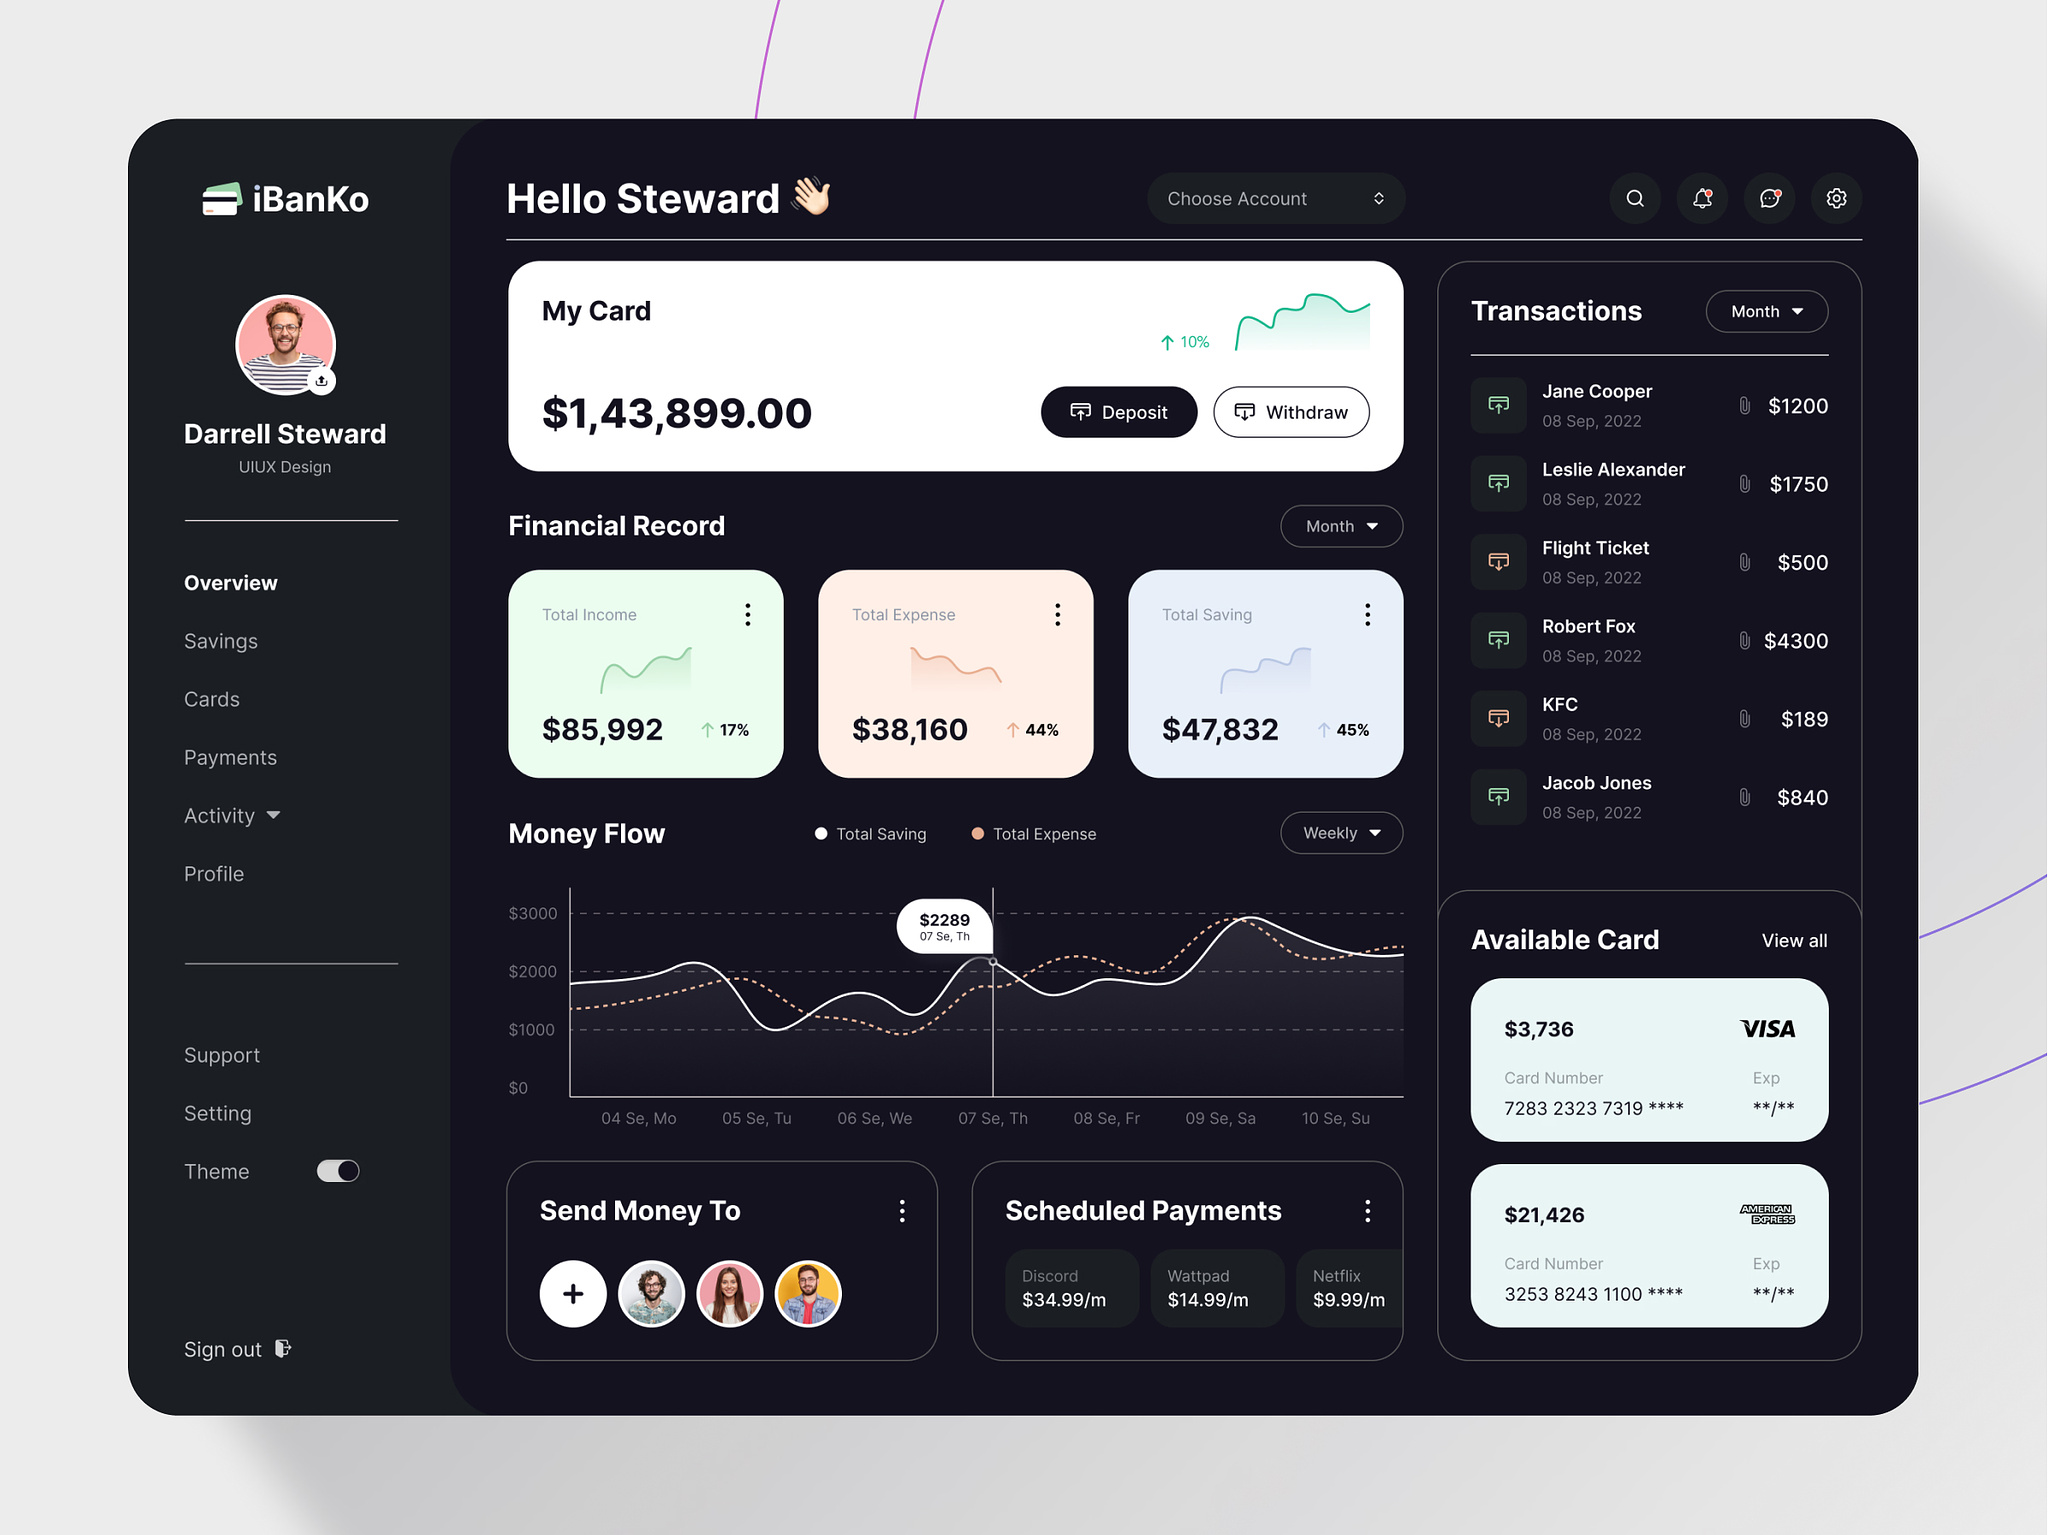 iBanKo
Darrell Steward
UIUX Design
Overview
Savings
Cards
Payments
Activity
Profile
Support
Setting
Theme
Sign out
Hello Steward 👋🏻
Choose Account
My Card
10%
$1,43,899.00
Deposit
Withdraw
Financial Record
Month
Total Income
$85,992
17%
Total Expense
$38,160
44%
Total Saving
$47,832
45%
Money Flow
Total Saving
Total Expense
Weekly
$3000
$2000
$1000
$0
$2289
07 Se, Th
04 Se, Mo
05 Se, Tu
06 Se, We
07 Se, Th
08 Se, Fr
09 Se, Sa
10 Se, Su
Send Money To
Scheduled Payments
Discord
$34.99/m
Wattpad
$14.99/m
Netflix
$9.99/m
Transactions
Month
Jane Cooper
08 Sep, 2022
$1200
Leslie Alexander
08 Sep, 2022
$1750
Flight Ticket
08 Sep, 2022
$500
Robert Fox
08 Sep, 2022
$4300
KFC
08 Sep, 2022
$189
Jacob Jones
08 Sep, 2022
$840
Available Card
View all
$3,736
VISA
Card Number
Exp
7283 2323 7319 ****
**/**
$21,426
AMERICAN
EXPRESS
Card Number
Exp
3253 8243 1100 ****
**/**